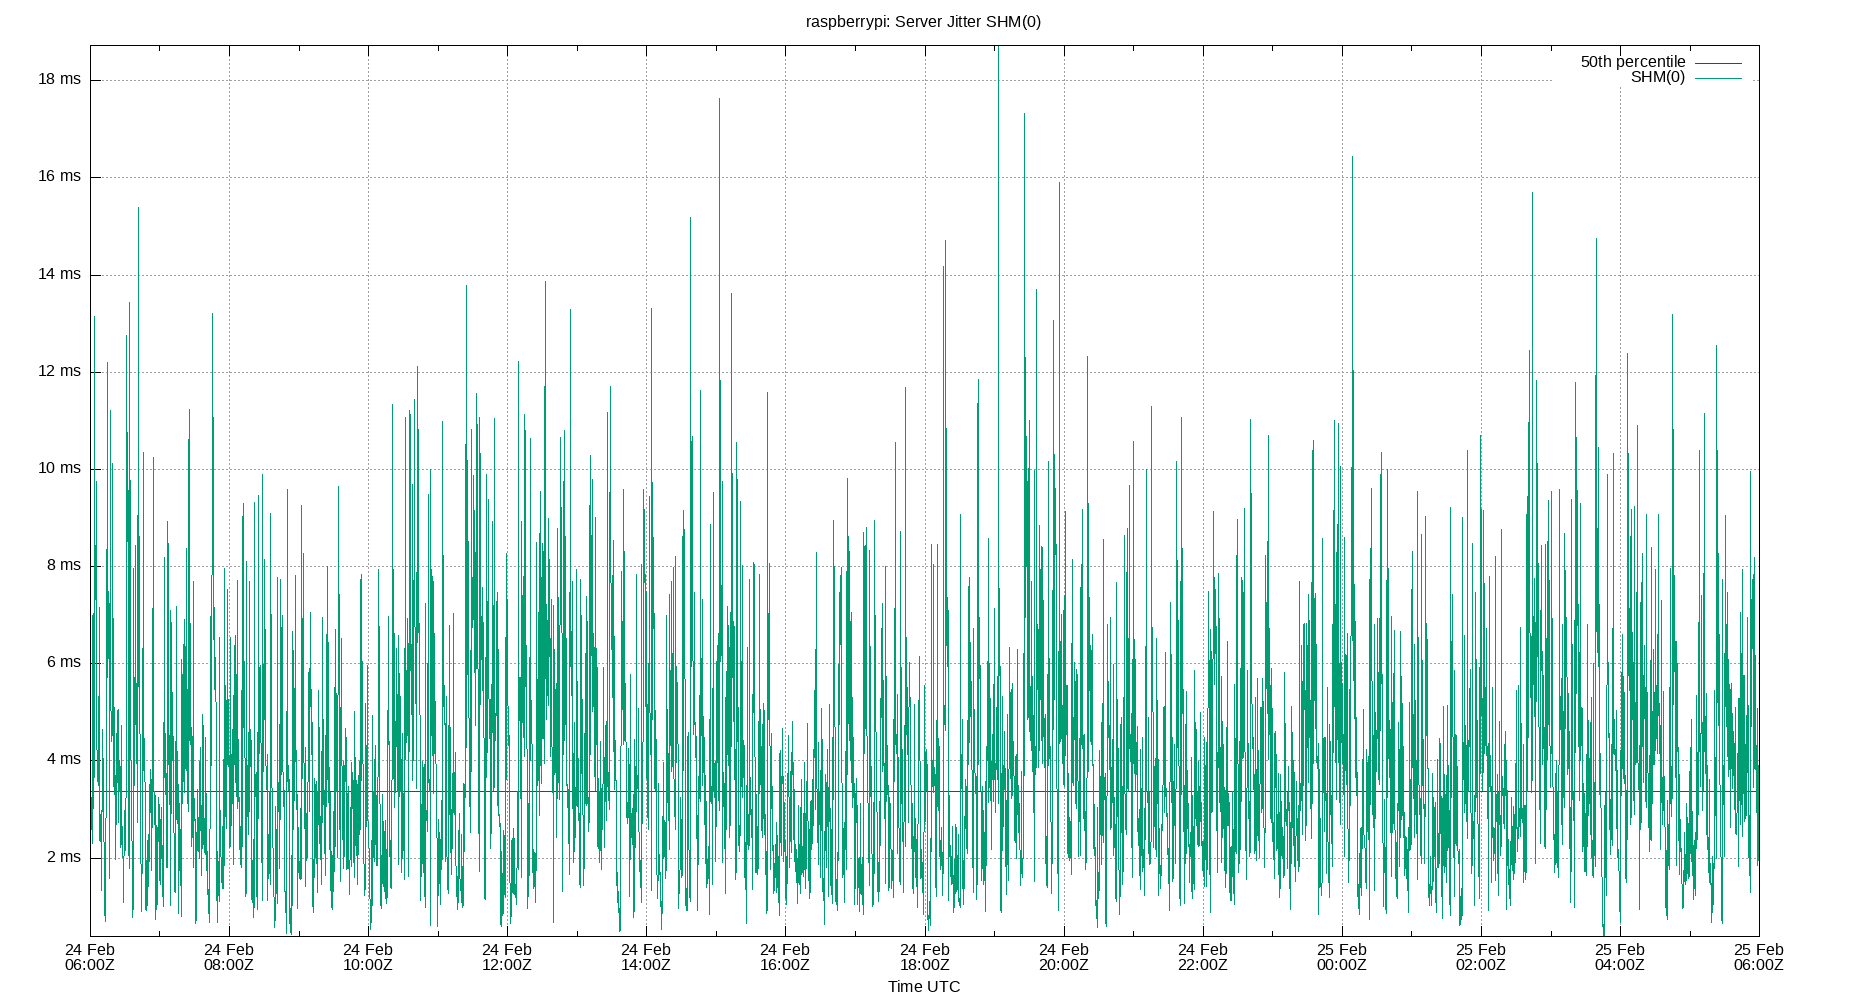 raspberrypi: Server Jitter SHM(0)
50th percentile
SHM(0)
18 ms
16 ms
14 ms
12 ms
10 ms
8 ms
6 ms
4 ms
2 ms
24 Feb 24 Feb 24 Feb 24 Feb 24 Feb 24 Feb 24 Feb 24 Feb 24 Feb 25 Feb 25 Feb 25 Feb 25 Feb
06:00Z 08:00Z 10:00Z 12:00Z 14:00Z 16:00Z 18:00Z 20:00Z 22:00Z 00:00Z 02:00Z 04:00Z 06:00Z
Time UTC